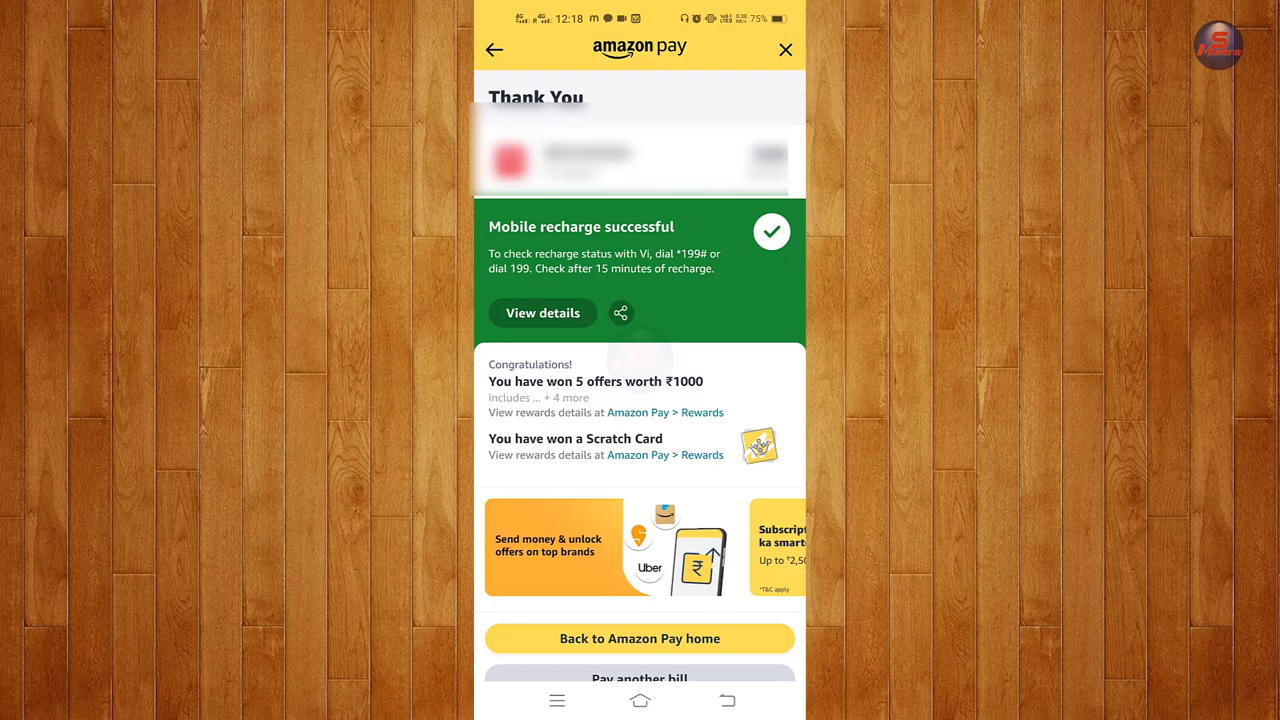 4G R 4G 12:18
75%
amazon pay
Thank You
Mobile recharge successful
To check recharge status with Vi, dial *199# or
dial 199. Check after 15 minutes of recharge.
View details
Congratulations!
You have won 5 offers worth ₹1000
includes ... + 4 more
View rewards details at Amazon Pay > Rewards
You have won a Scratch Card
View rewards details at Amazon Pay > Rewards
Send money & unlock
offers on top brands
Uber
₹
Subscript
ka smart
Up to ₹2,50
*T&C apply
Back to Amazon Pay home
Pay another bill